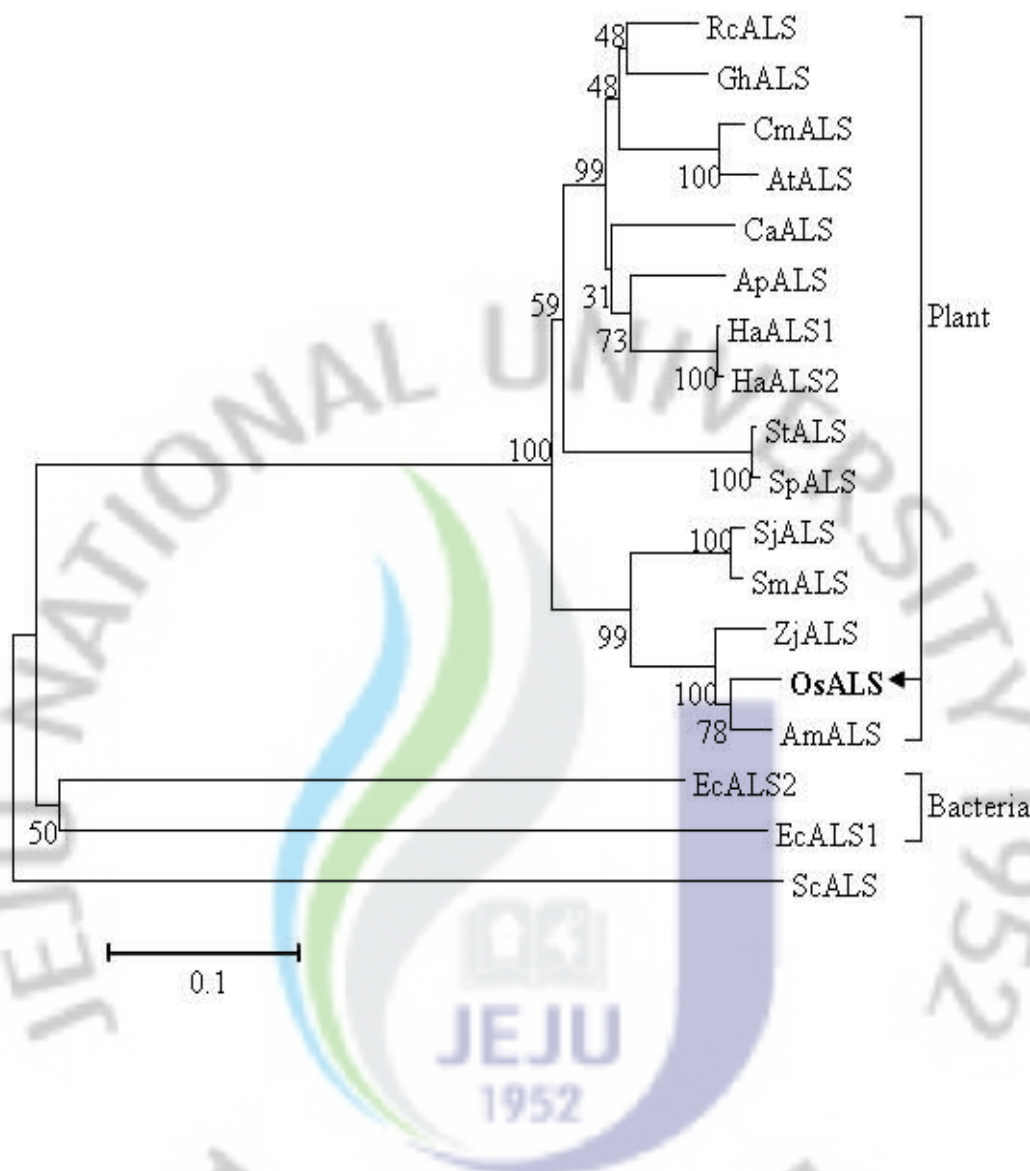 RcALS
48
GhALS
48
CmALS
99
100
AtALS
CaALS
ApALS
31
59
Plant
HaALS1
73
100
HaALS2
StALS
100
100
SpALS
SjALS
100
SmALS
99
ZjALS
OsALS
100
78
AmALS
EcALS2
Bacteria
50
EcALS1
ScALS
0.1
JEJU NATIONAL UNIVERSITY 1952
JEJU
1952